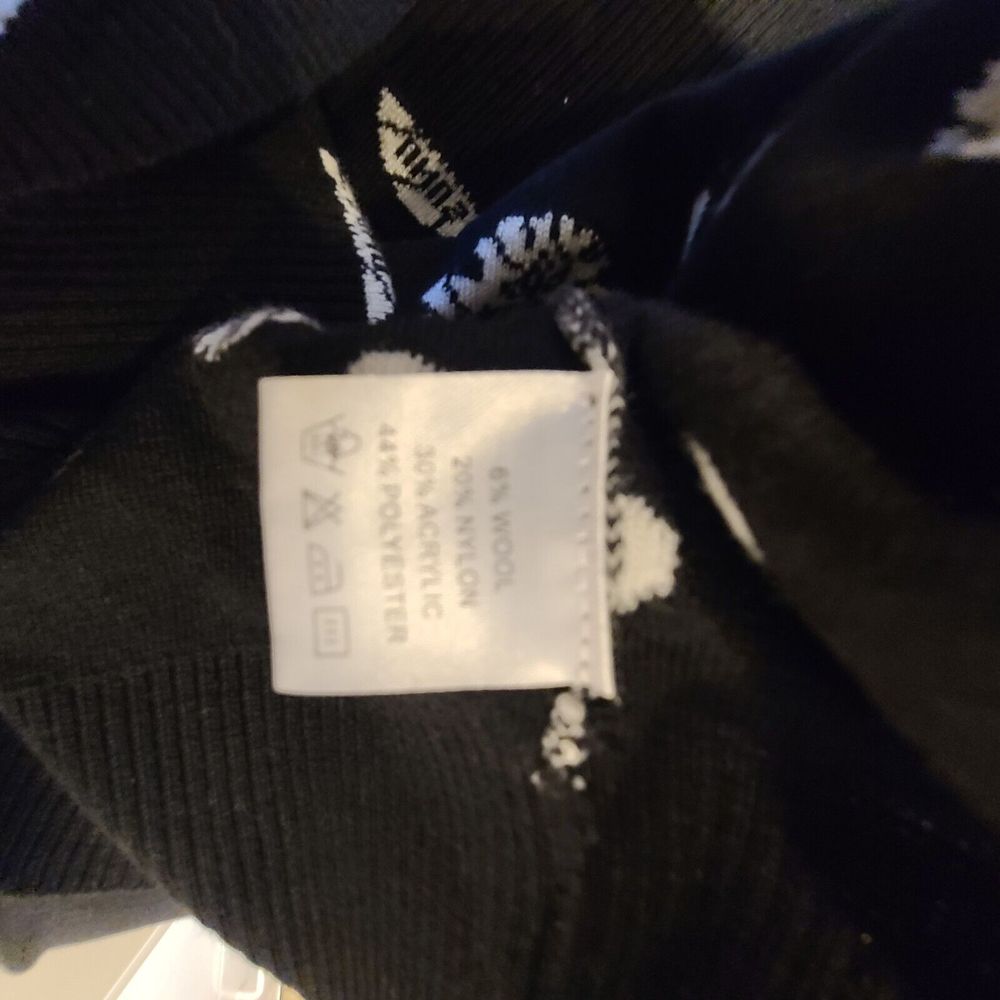 6% WOOL
20% NYLON
30% ACRYLIC
44% POLYESTER